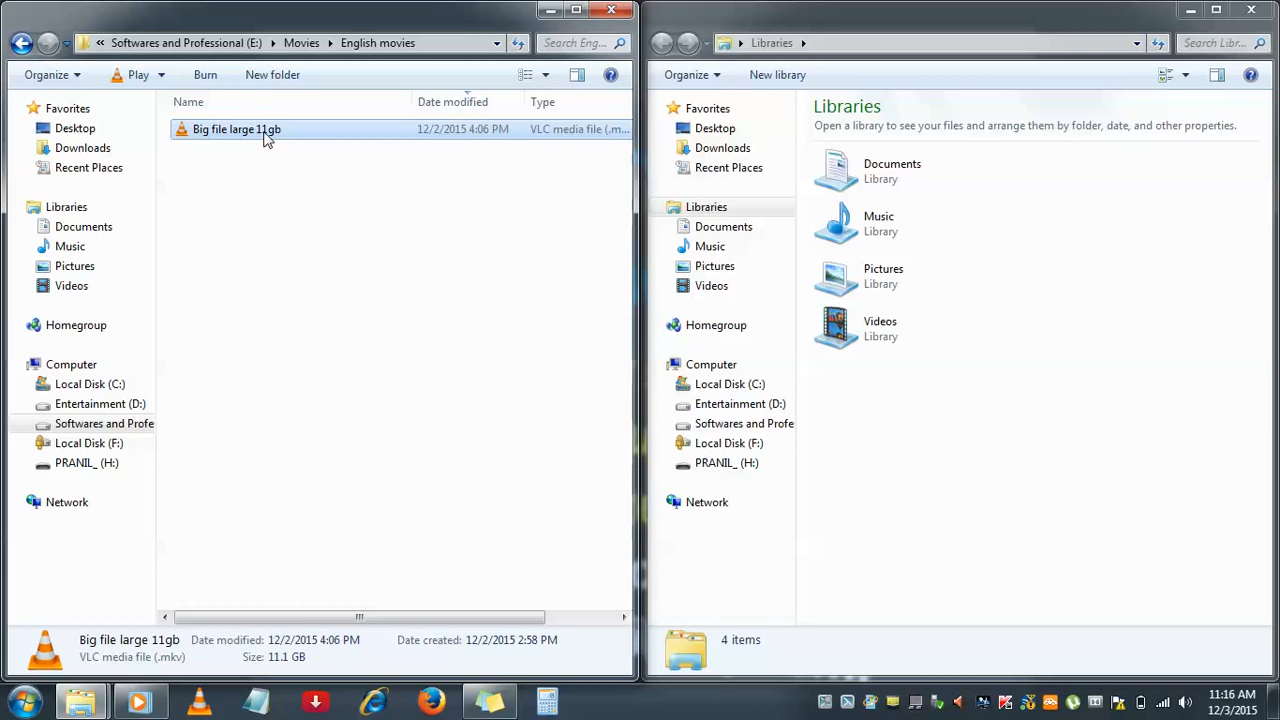 Softwares and Professional (E:) Movies English movies
Search Eng...
Organize Play Burn New folder
Name Date modified Type
Big file large 11gb 12/2/2015 4:06 PM VLC media file (.m...
Favorites
Desktop
Downloads
Recent Places
Libraries
Documents
Music
Pictures
Videos
Homegroup
Computer
Local Disk (C:)
Entertainment (D:)
Softwares and Profe
Local Disk (F:)
PRANIL_ (H:)
Network
Big file large 11gb Date modified: 12/2/2015 4:06 PM Date created: 12/2/2015 2:58 PM
VLC media file (.mkv) Size: 11.1 GB
Libraries
Search Libr...
Organize New library
Favorites
Desktop
Downloads
Recent Places
Libraries
Documents
Music
Pictures
Videos
Homegroup
Computer
Local Disk (C:)
Entertainment (D:)
Softwares and Profe
Local Disk (F:)
PRANIL_ (H:)
Network
Libraries
Open a library to see your files and arrange them by folder, date, and other properties.
Documents
Library
Music
Library
Pictures
Library
Videos
Library
4 items
11:16 AM
12/3/2015